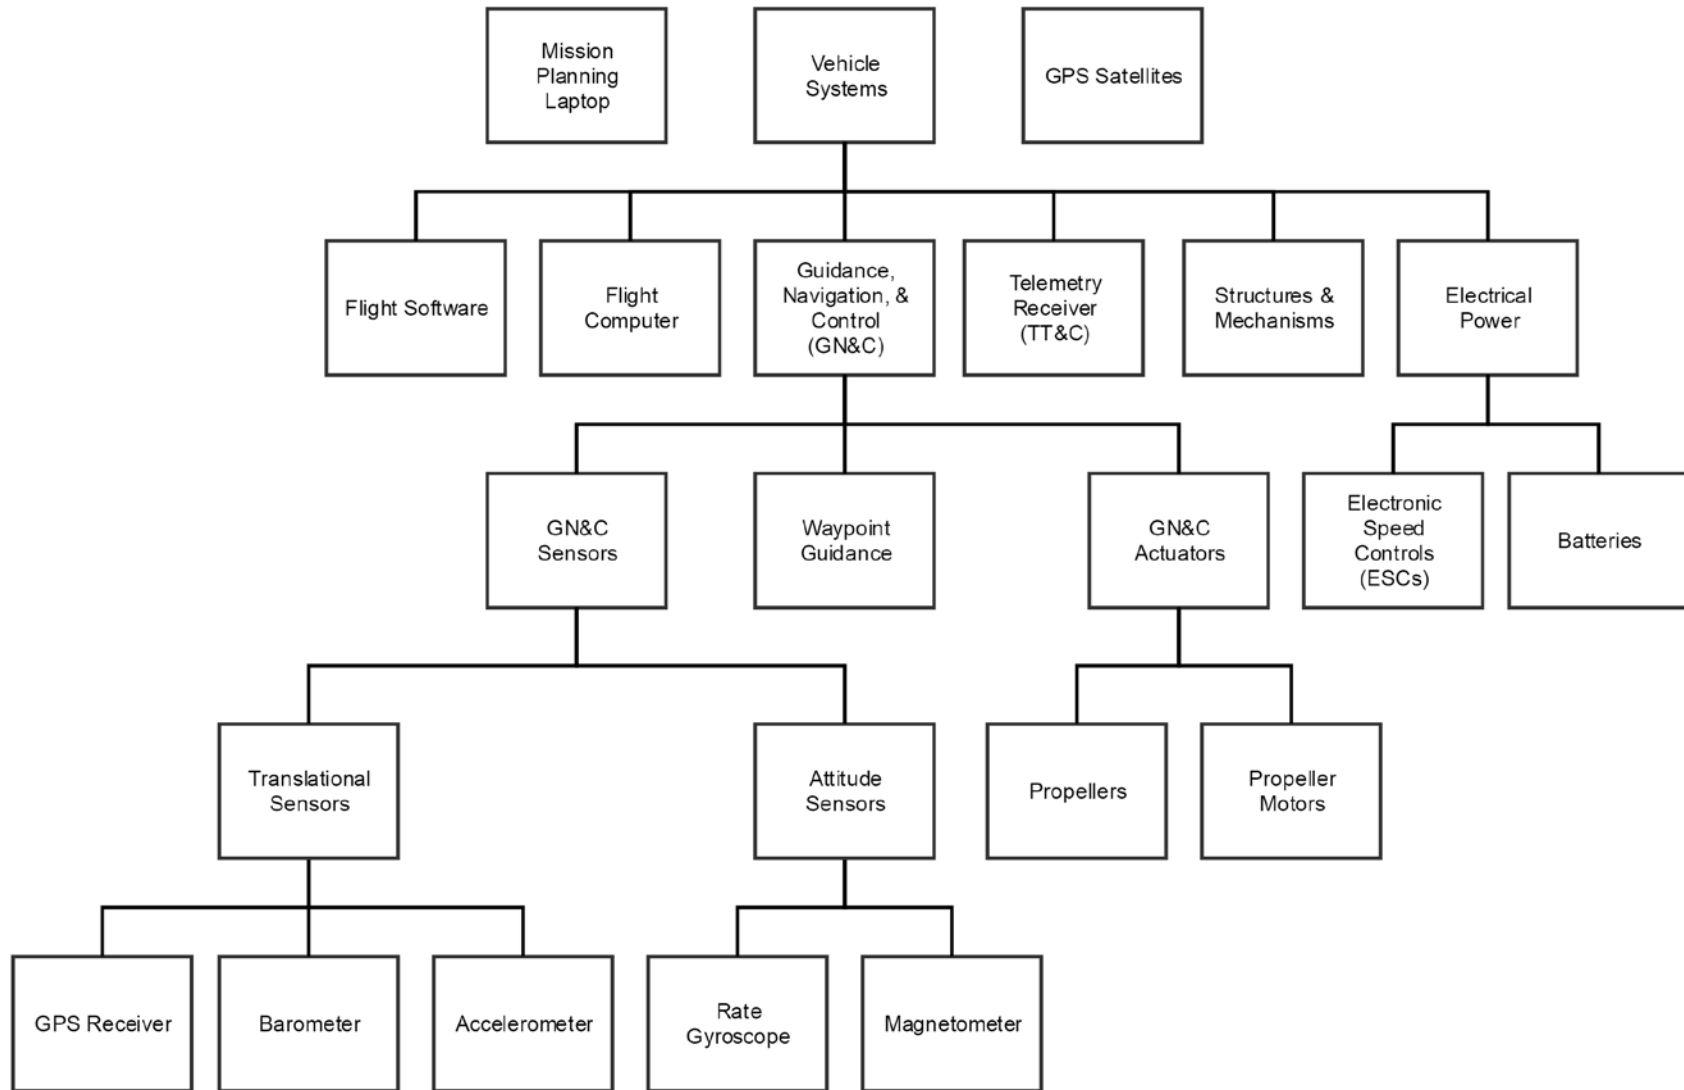 Mission
Planning
Laptop
Vehicle
Systems
GPS Satellites
Flight Software
Flight
Computer
Guidance,
Navigation, &
Control
(GN&C)
Telemetry
Receiver
(TT&C)
Structures &
Mechanisms
Electrical
Power
GN&C
Sensors
Waypoint
Guidance
GN&C
Actuators
Electronic
Speed
Controls
(ESCs)
Batteries
Translational
Sensors
Attitude
Sensors
Propellers
Propeller
Motors
GPS Receiver
Barometer
Accelerometer
Rate
Gyroscope
Magnetometer